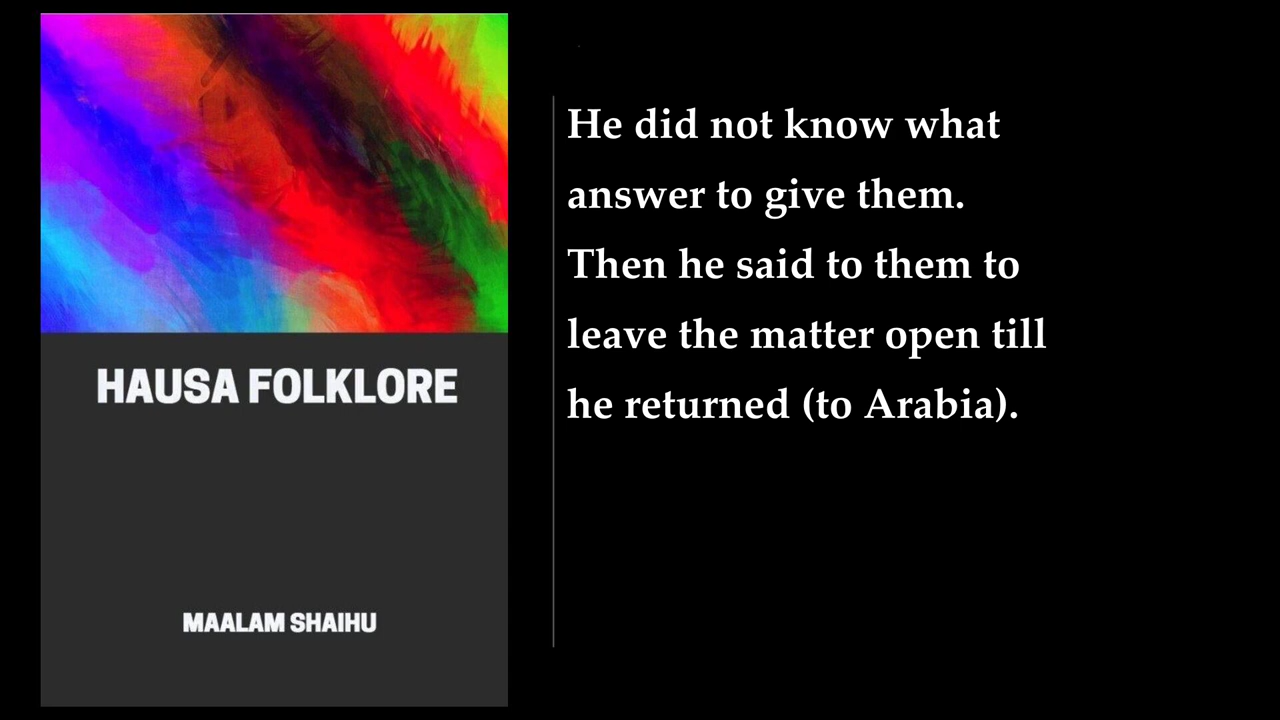 HAUSA FOLKLORE
MAALAM SHAIHU
He did not know what
answer to give them.
Then he said to them to
leave the matter open till
he returned (to Arabia).